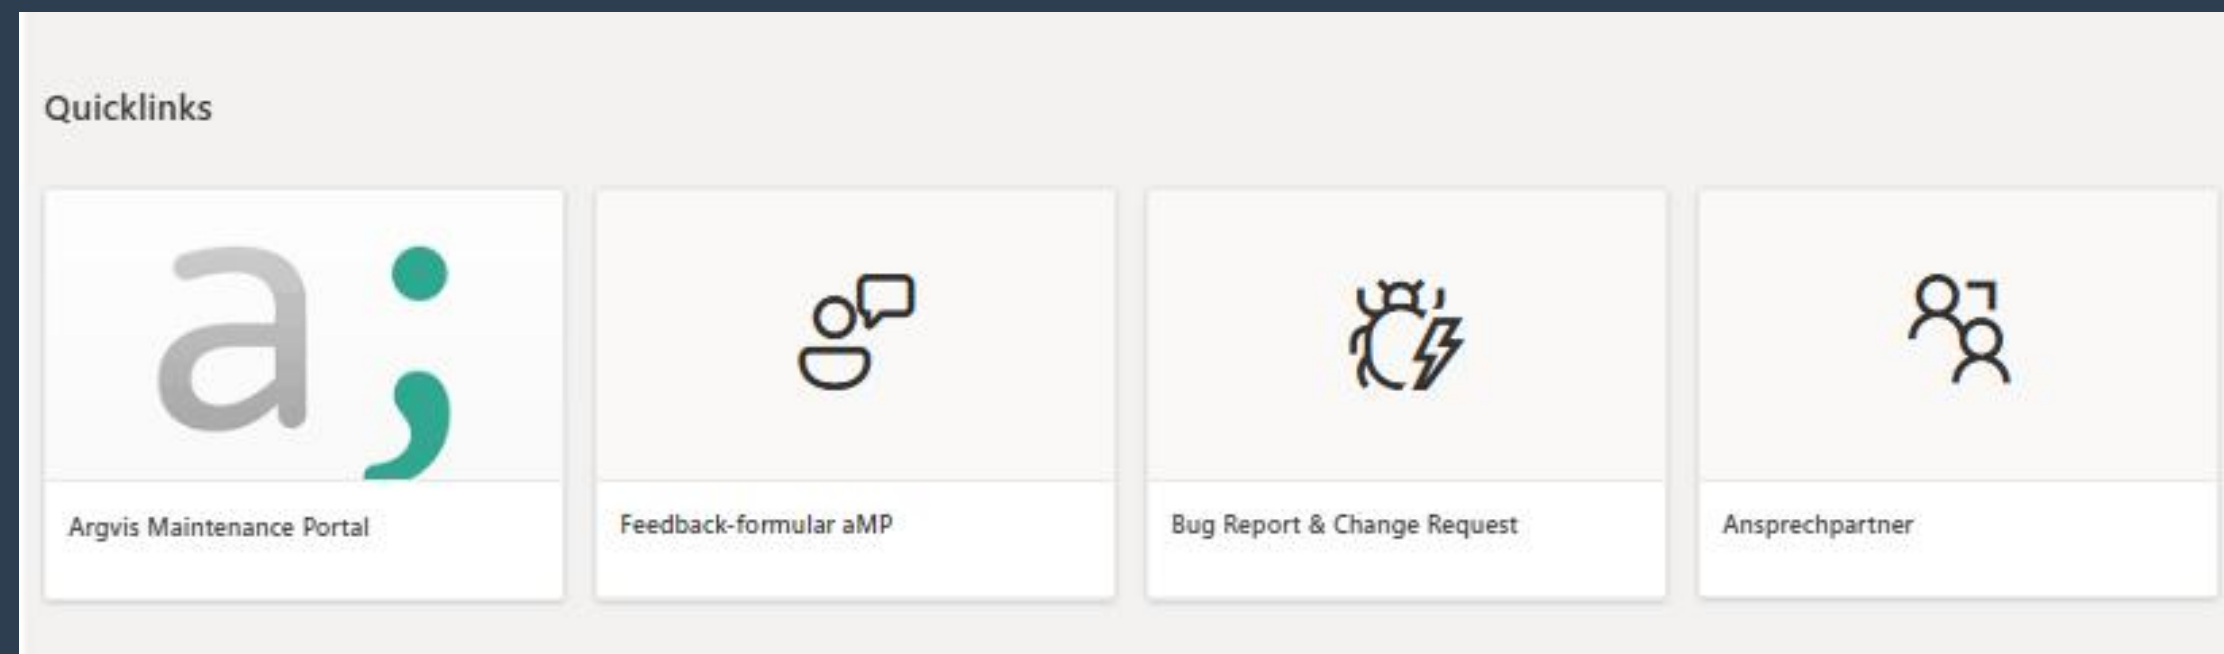 Quicklinks
a;
Argvis Maintenance Portal
Feedback-formular aMP
Bug Report & Change Request
Ansprechpartner